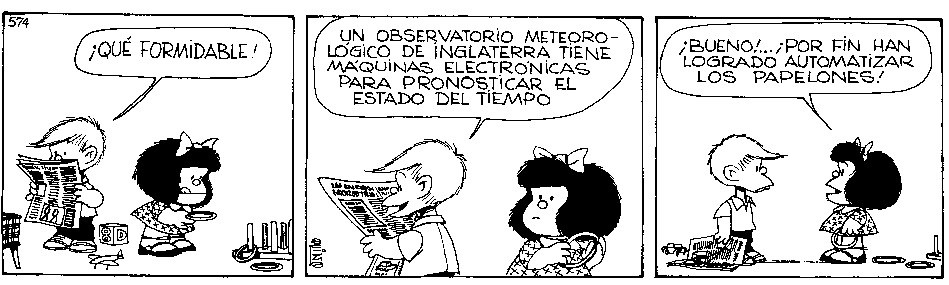 574
¡QUÉ FORMIDABLE!
UN OBSERVATORIO METEORO-
LÓGICO DE INGLATERRA TIENE
MÁQUINAS ELECTRÓNICAS
PARA PRONOSTICAR EL
ESTADO DEL TIEMPO
¡BUENO!...¡POR FÍN HAN
LOGRADO AUTOMATIZAR
LOS PAPELONES!